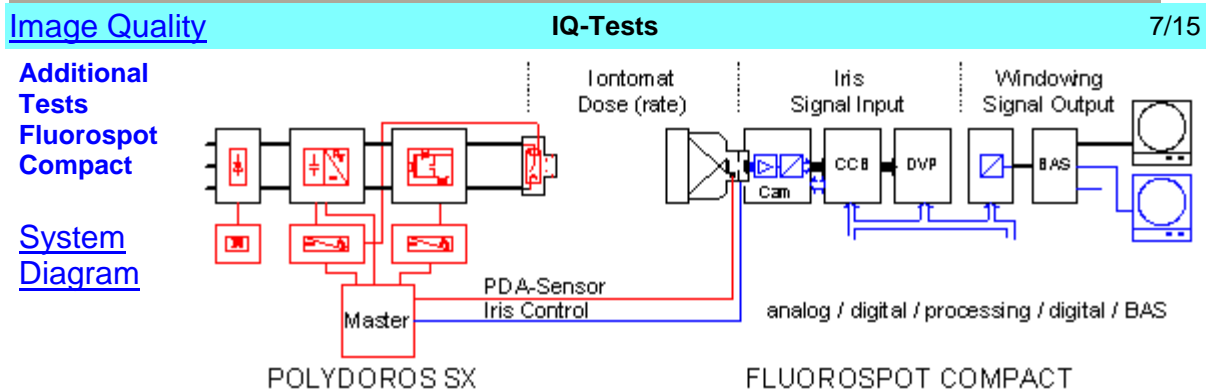 Image Quality IQ-Tests 7/15
Additional
Tests
Fluorospot
Compact
System
Diagram
Iontomat
Dose (rate)
Iris
Signal Input
Windowing
Signal Output
Cam
CCB
DVP
BAS
PDA-Sensor
Iris Control
Master
analog / digital / processing / digital / BAS
POLYDOROS SX
FLUOROSPOT COMPACT